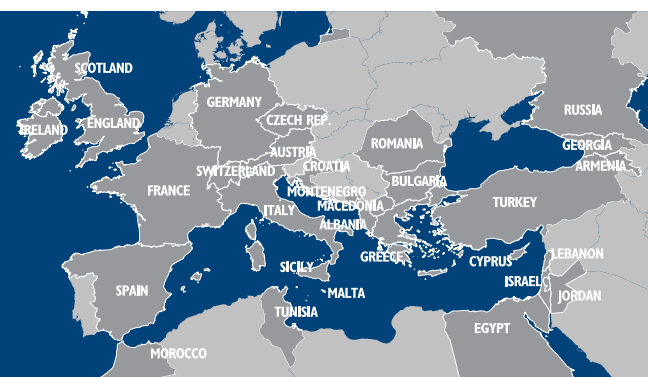 SCOTLAND
IRELAND
ENGLAND
GERMANY
CZECH REP.
RUSSIA
ROMANIA
GEORGIA
AUSTRIA
CROATIA
ARMENIA
SWITZERLAND
FRANCE
MONTENEGRO
BULGARIA
TURKEY
MACEDONIA
ITALY
ALBANIA
GREECE
CYPRUS
LEBANON
SICILY
ISRAEL
SPAIN
MALTA
JORDAN
TUNISIA
EGYPT
MOROCCO